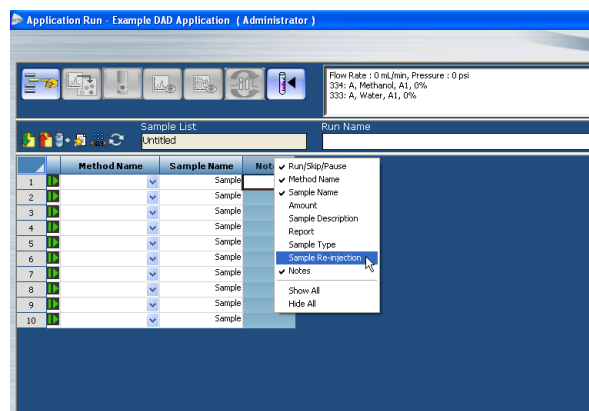 Application Run - Example DAD Application ( Administrator )
Flow Rate : 0 mL/min, Pressure : 0 psi
334: A, Methanol, A1, 0%
333: A, Water, A1, 0%
Sample List
Run Name
Untitled
Method Name Sample Name Not
1 Sample
2 Sample
3 Sample
4 Sample
5 Sample
6 Sample
7 Sample
8 Sample
9 Sample
10 Sample
Run/Skip/Pause
Method Name
Sample Name
Amount
Sample Description
Report
Sample Type
Sample Re-injection
Notes
Show All
Hide All